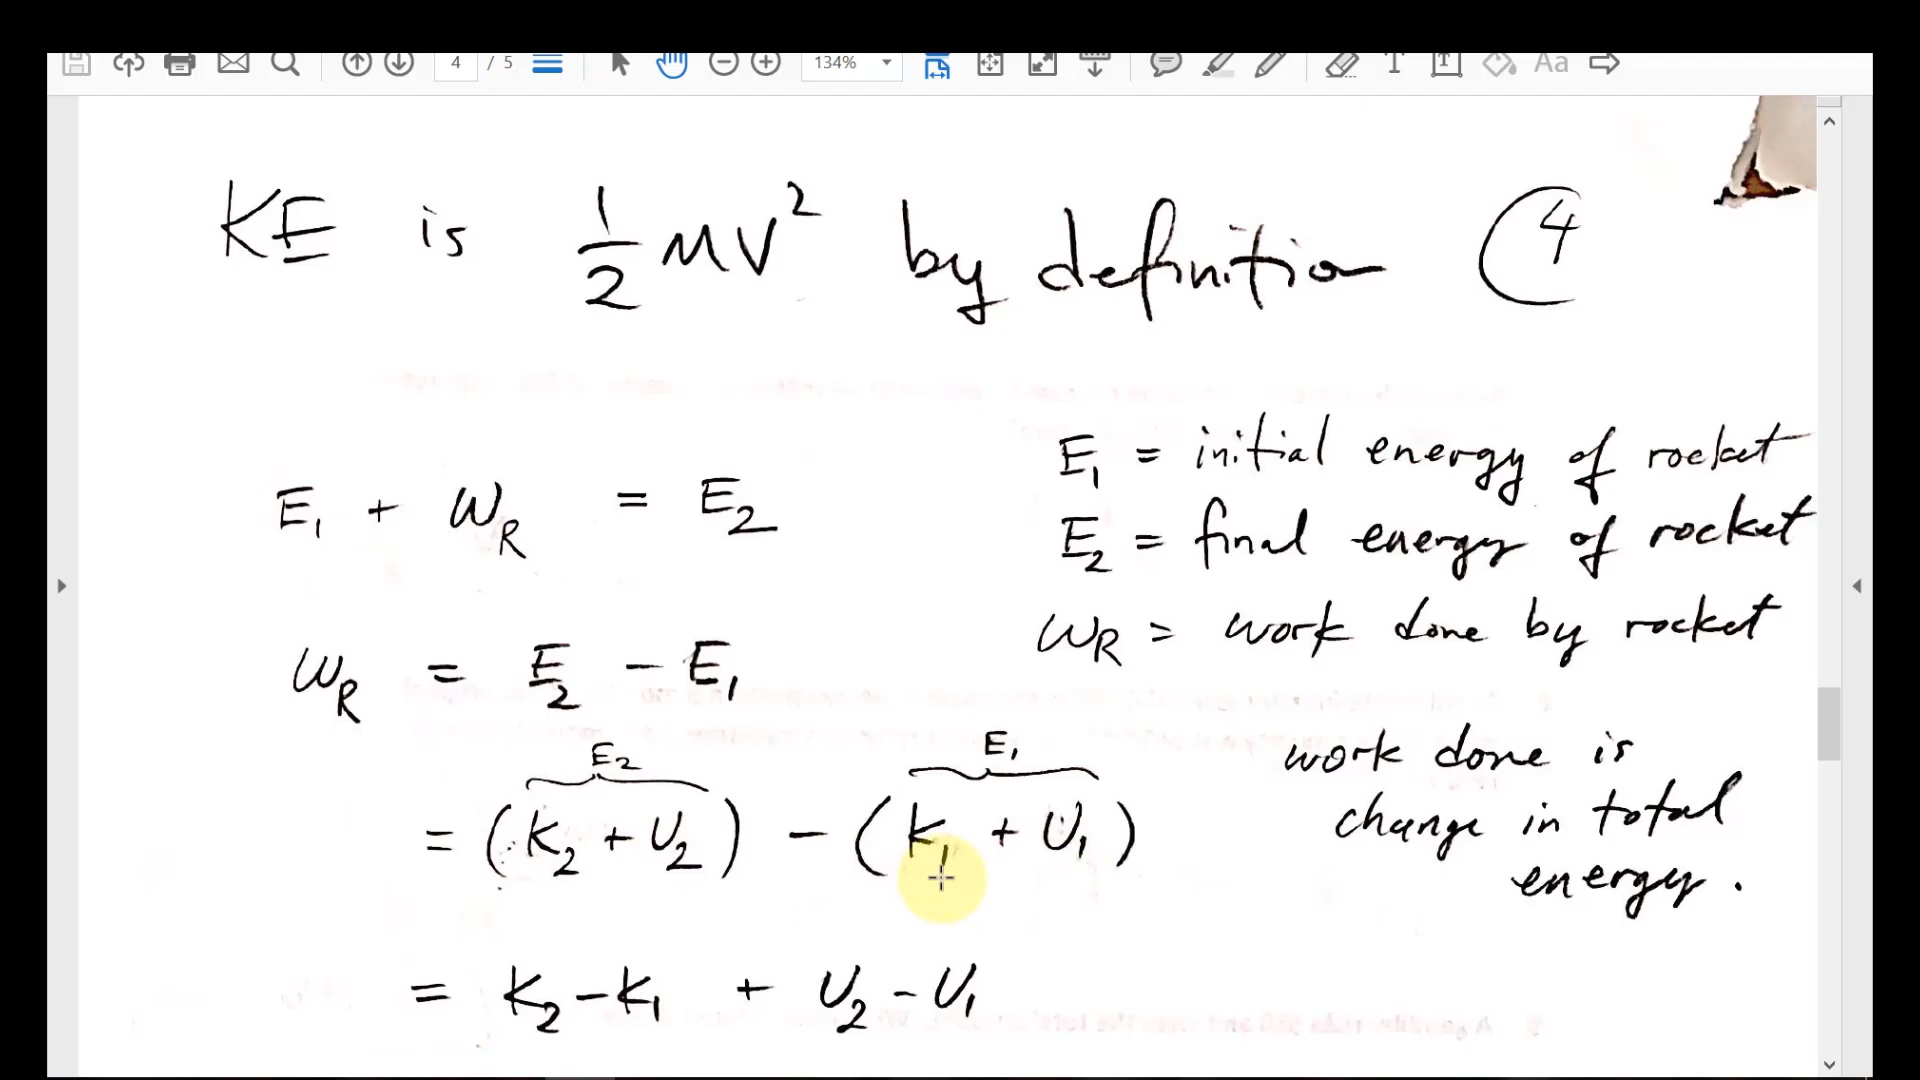 4 / 5 134% T T Aa
KE is 1/2 MV² by definition 4
E₁ = initial energy of rocket
E₁ + W_R = E₂
E₂ = final energy of rocket
W_R = work done by rocket
W_R = E₂ - E₁
E₂ E₁
work done is
= (K₂ + U₂) - (K₁ + U₁)
change in total
energy.
= K₂ - K₁ + U₂ - U₁